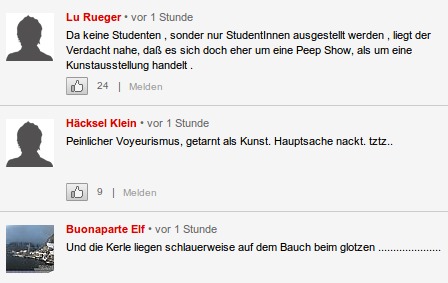 Lu Rueger • vor 1 Stunde
Da keine Studenten , sonder nur StudentInnen ausgestellt werden , liegt der
Verdacht nahe, daß es sich doch eher um eine Peep Show, als um eine
Kunstausstellung handelt .
24 | Melden
Häcksel Klein • vor 1 Stunde
Peinlicher Voyeurismus, getarnt als Kunst. Hauptsache nackt. tztz..
9 | Melden
Buonaparte Elf • vor 1 Stunde
Und die Kerle liegen schlauerweise auf dem Bauch beim glotzen .....................